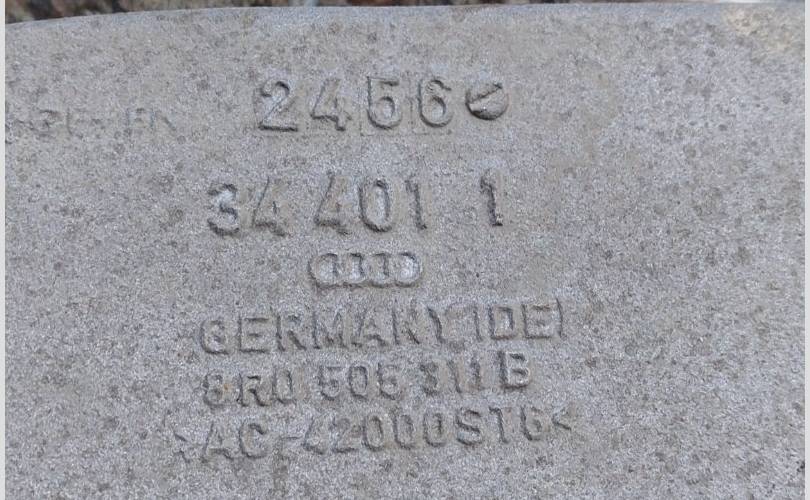 2456
34 401 1
GERMANY (DE)
8R0 505 311 B
>AC-42000ST6<